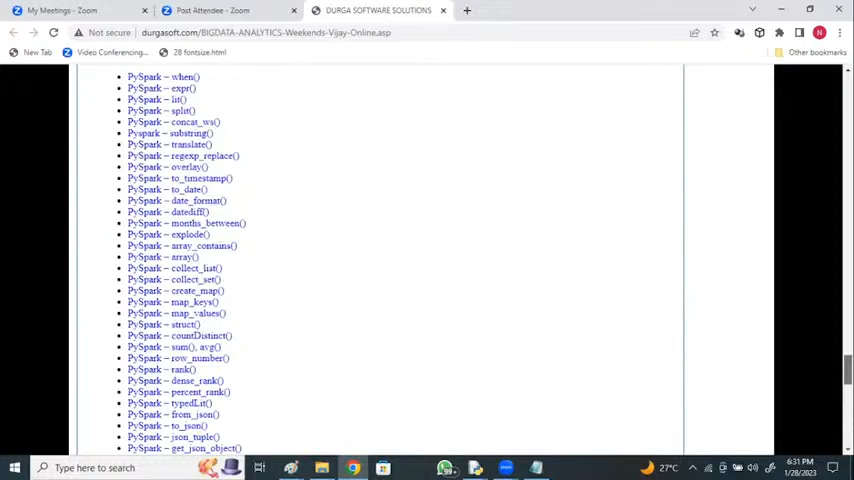 My Meetings - Zoom
Post Attendee - Zoom
DURGA SOFTWARE SOLUTIONS
Not secure
durgasoft.com/BIGDATA-ANALYTICS-Weekends-Vijay-Online.asp
N
New Tab
Video Conferencing...
28 fontsize.html
Other bookmarks
PySpark – when()
PySpark – expr()
PySpark – lit()
PySpark – split()
PySpark – concat_ws()
Pyspark – substring()
PySpark – translate()
PySpark – regexp_replace()
PySpark – overlay()
PySpark – to_timestamp()
PySpark – to_date()
PySpark – date_format()
PySpark – datediff()
PySpark – months_between()
PySpark – explode()
PySpark – array_contains()
PySpark – array()
PySpark – collect_list()
PySpark – collect_set()
PySpark – create_map()
PySpark – map_keys()
PySpark – map_values()
PySpark – struct()
PySpark – countDistinct()
PySpark – sum(), avg()
PySpark – row_number()
PySpark – rank()
PySpark – dense_rank()
PySpark – percent_rank()
PySpark – typedLit()
PySpark – from_json()
PySpark – to_json()
PySpark – json_tuple()
PySpark – get_json_object()
Type here to search
99+
27°C
6:31 PM
1/28/2023